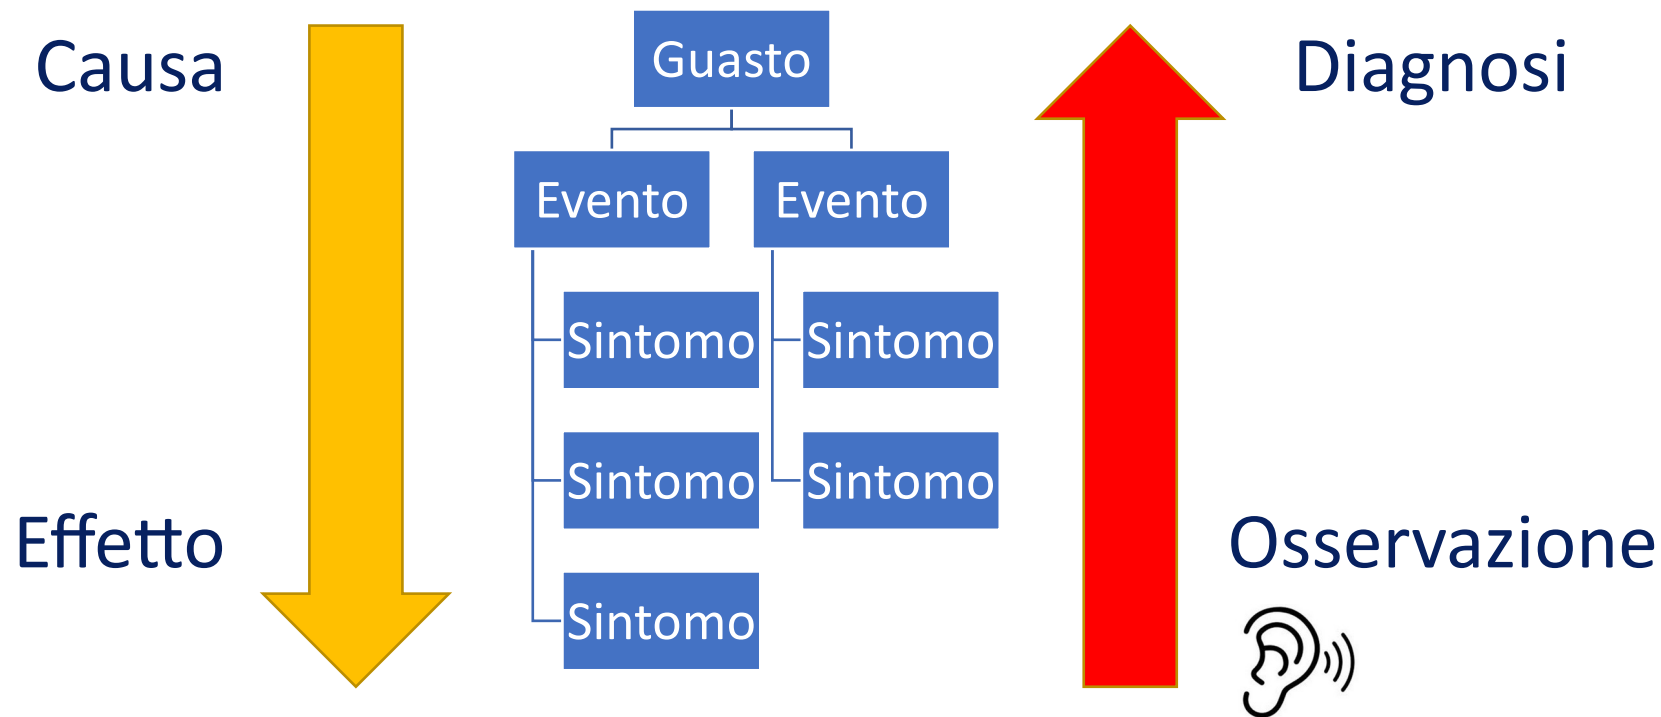 Causa
Guasto
Diagnosi
Evento
Evento
Sintomo
Sintomo
Sintomo
Sintomo
Effetto
Osservazione
Sintomo